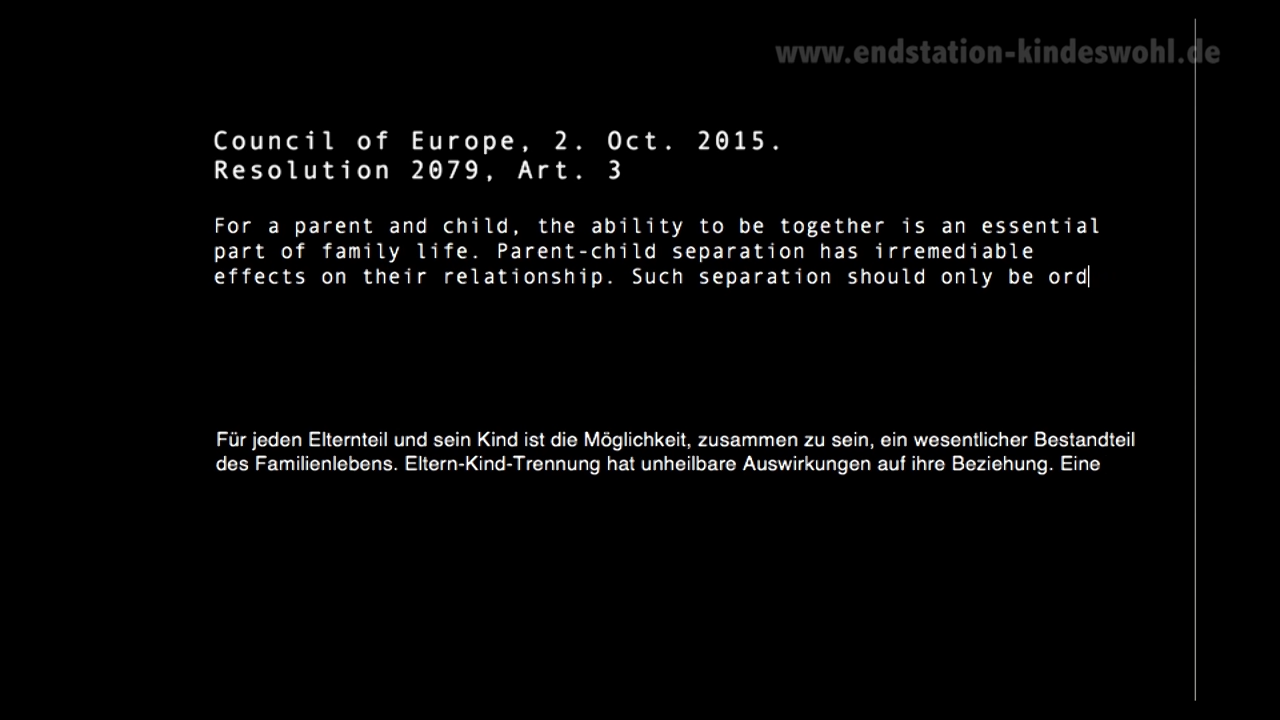 www.endstation-kindeswohl.de
Council of Europe, 2. Oct. 2015.
Resolution 2079, Art. 3
For a parent and child, the ability to be together is an essential
part of family life. Parent-child separation has irremediable
effects on their relationship. Such separation should only be ord
Für jeden Elternteil und sein Kind ist die Möglichkeit, zusammen zu sein, ein wesentlicher Bestandteil
des Familienlebens. Eltern-Kind-Trennung hat unheilbare Auswirkungen auf ihre Beziehung. Eine